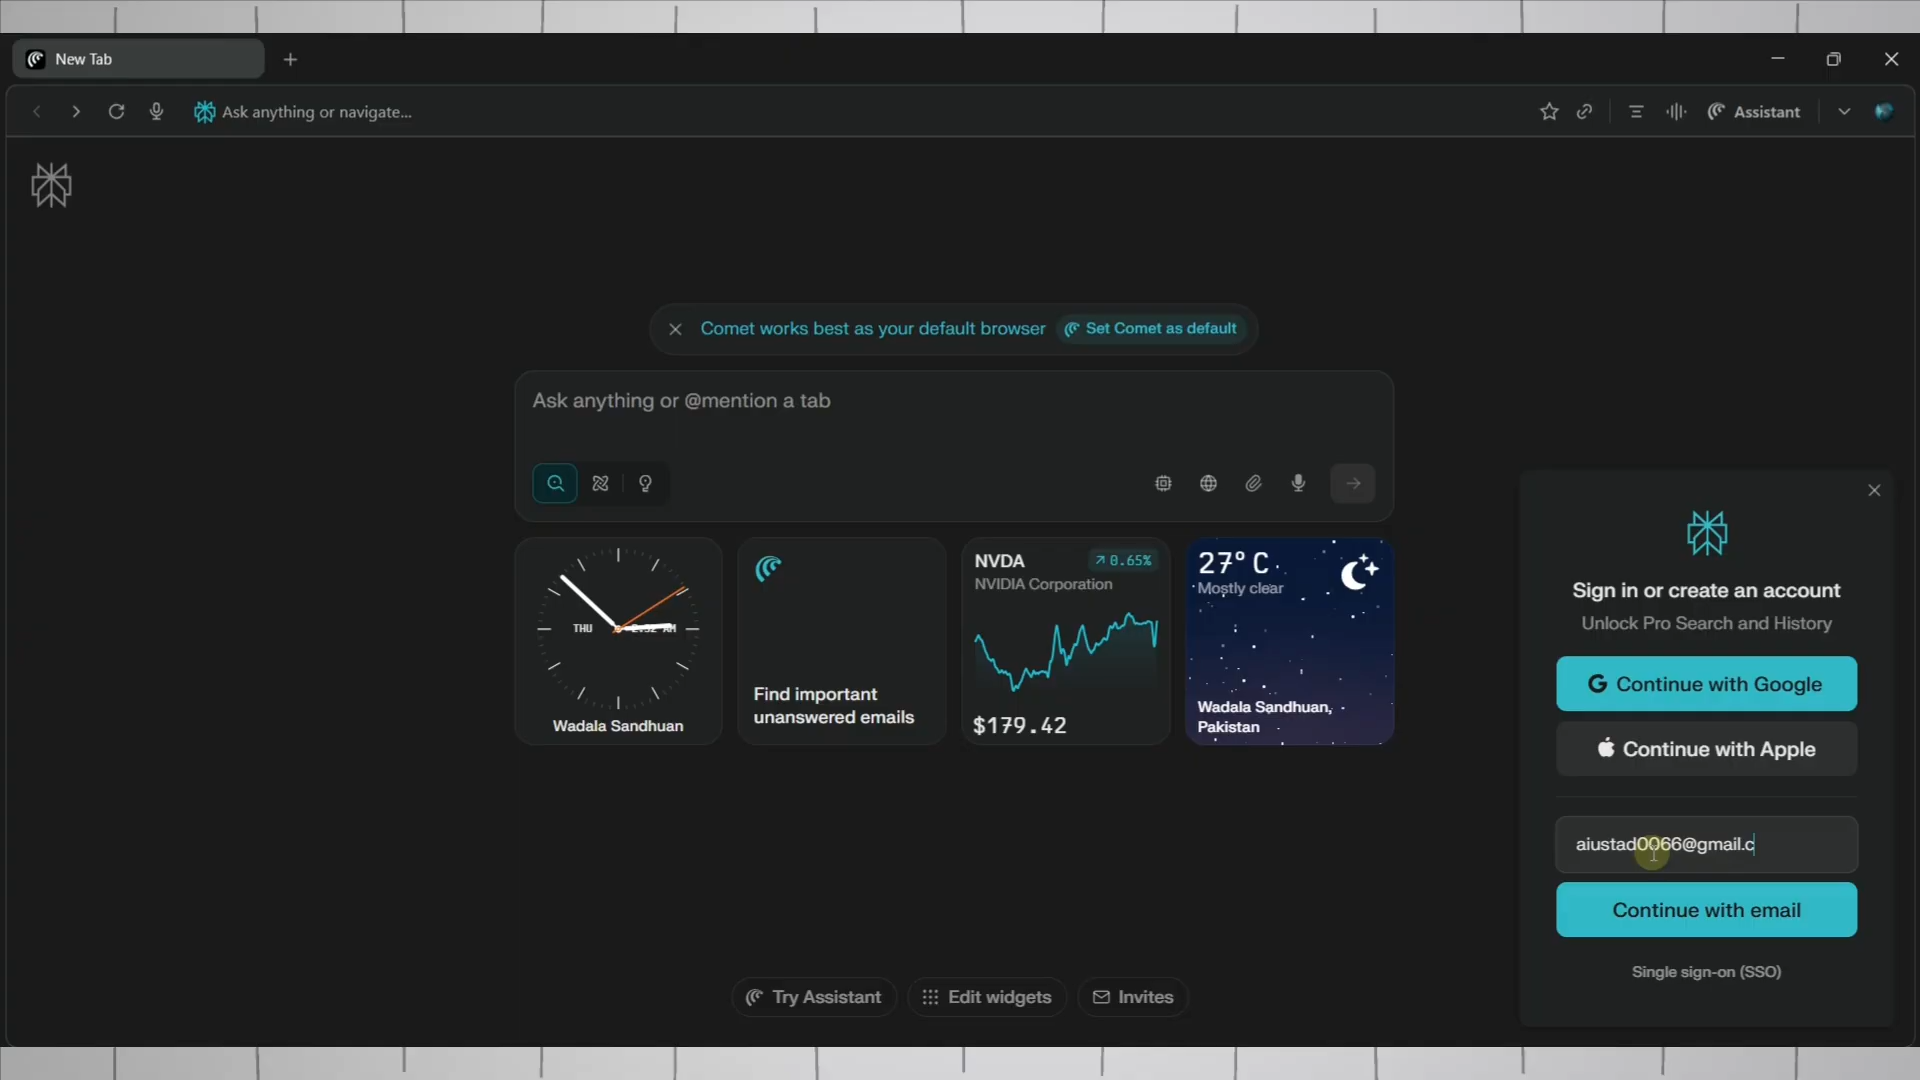 New Tab
Ask anything or navigate...
Assistant
Comet works best as your default browser
Set Comet as default
Ask anything or @mention a tab
THU
2:52 AM
Wadala Sandhuan
Find important
unanswered emails
NVDA
0.65%
NVIDIA Corporation
$179.42
27° C
Mostly clear
Wadala Sandhuan,
Pakistan
Sign in or create an account
Unlock Pro Search and History
Continue with Google
Continue with Apple
aiustad0066@gmail.c
Continue with email
Single sign-on (SSO)
Try Assistant
Edit widgets
Invites